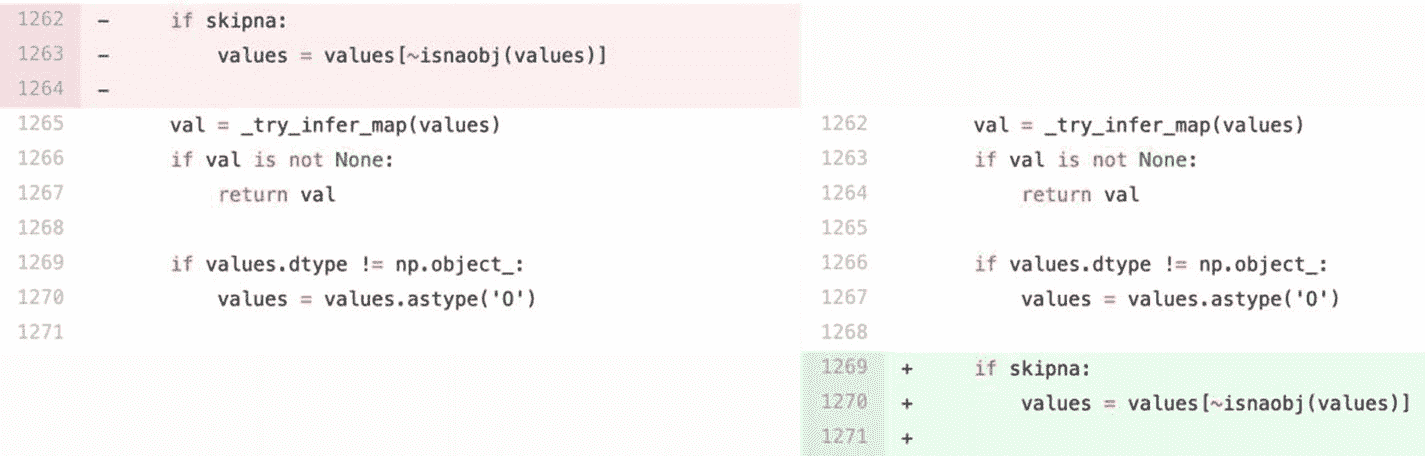 1262 - if skipna:
1263 - values = values[~isnaobj(values)]
1264 -
1265 val = _try_infer_map(values)
1266 if val is not None:
1267 return val
1268
1269 if values.dtype != np.object_:
1270 values = values.astype('O')
1271
1262 val = _try_infer_map(values)
1263 if val is not None:
1264 return val
1265
1266 if values.dtype != np.object_:
1267 values = values.astype('O')
1268
1269 + if skipna:
1270 + values = values[~isnaobj(values)]
1271 +